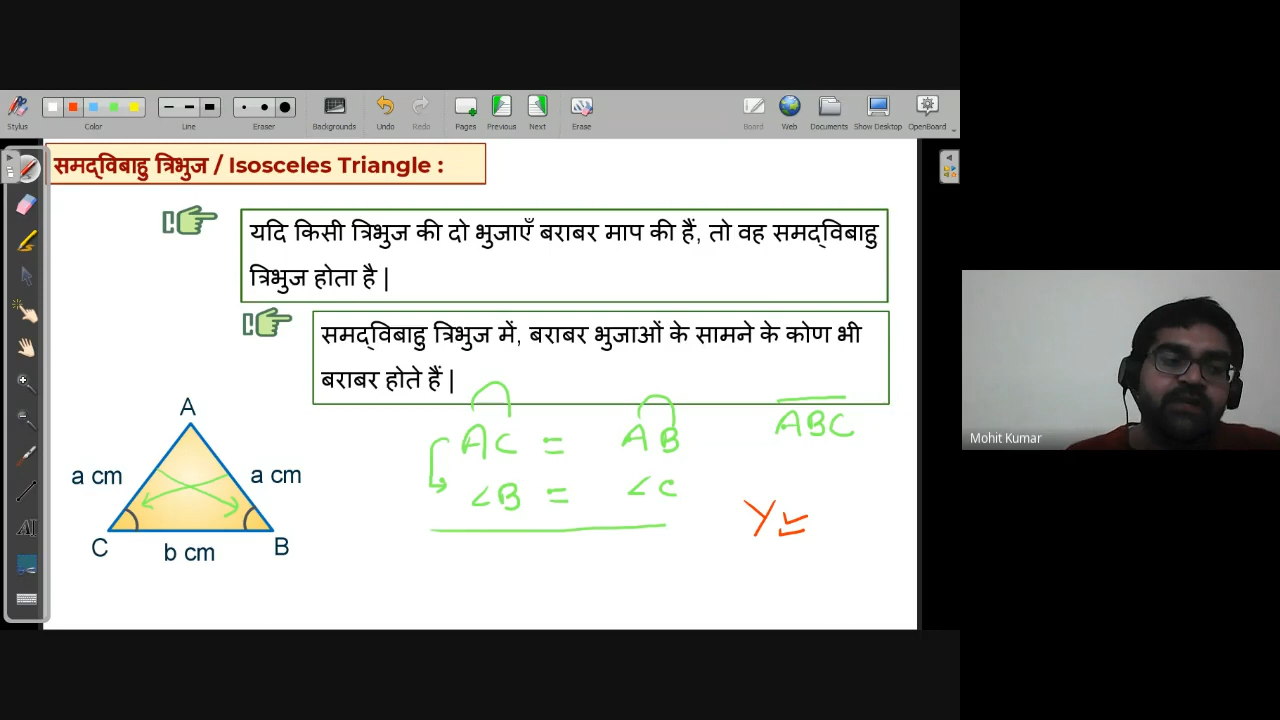 Stylus
Color
Line
Eraser
Backgrounds
Undo
Redo
Pages
Previous
Next
Erase
Board
Web
Documents
Show Desktop
OpenBoard
समद्विबाहु त्रिभुज / Isosceles Triangle :
यदि किसी त्रिभुज की दो भुजाएँ बराबर माप की हैं, तो वह समद्विबाहु
त्रिभुज होता है |
समद्विबाहु त्रिभुज में, बराबर भुजाओं के सामने के कोण भी
बराबर होते हैं |
A
a cm
a cm
C
b cm
B
AC = AB
∠B = ∠C
ABC
Y
Mohit Kumar